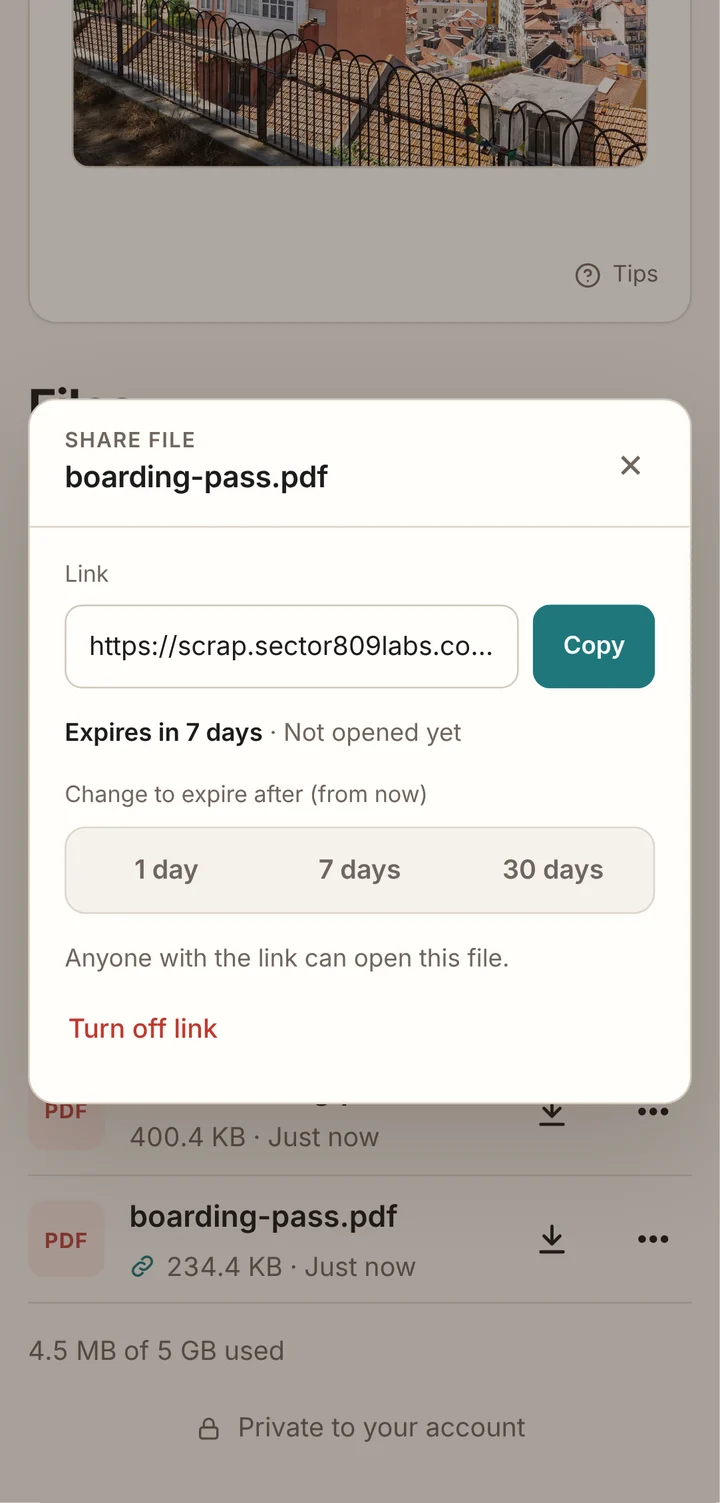 Tips
Files
SHARE FILE
boarding-pass.pdf
Link
https://scrap.sector809labs.co...
Copy
Expires in 7 days · Not opened yet
Change to expire after (from now)
1 day 7 days 30 days
Anyone with the link can open this file.
Turn off link
PDF
400.4 KB · Just now
PDF
boarding-pass.pdf
234.4 KB · Just now
4.5 MB of 5 GB used
Private to your account